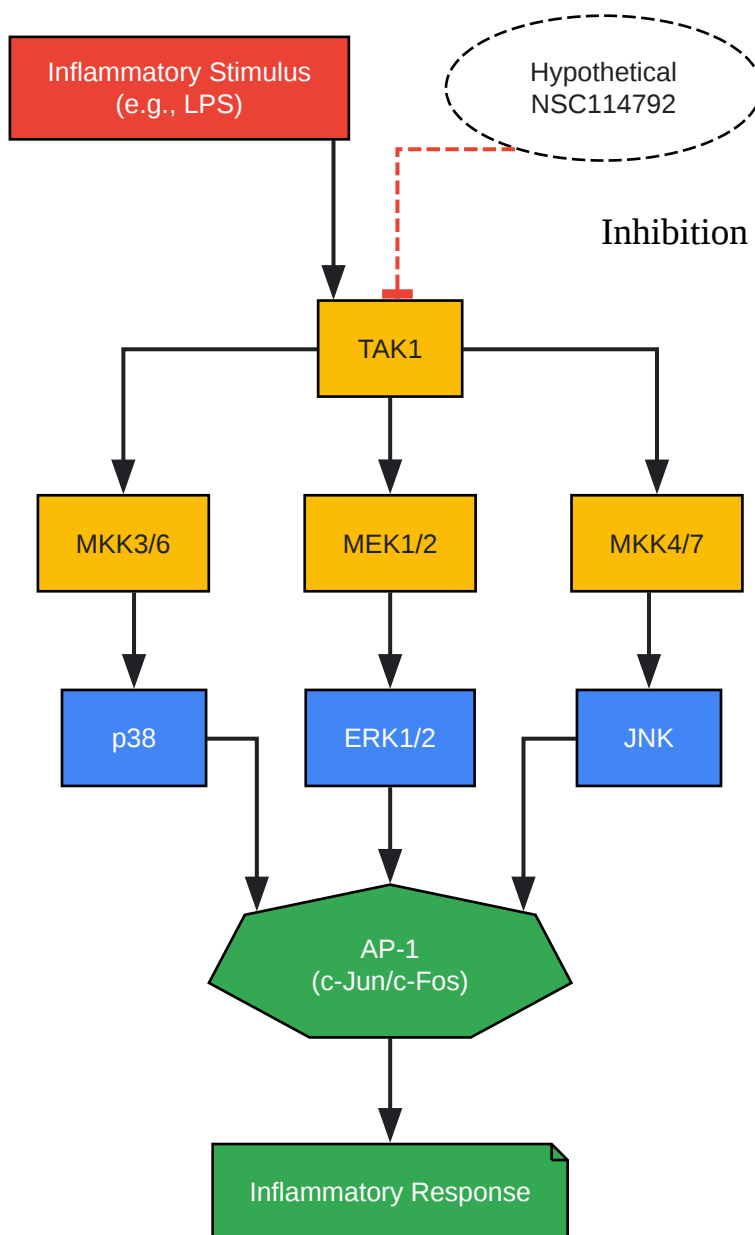 Inflammatory Stimulus
(e.g., LPS)
Hypothetical
NSC114792
Inhibition
TAK1
MKK3/6
MEK1/2
MKK4/7
p38
ERK1/2
JNK
AP-1
(c-Jun/c-Fos)
Inflammatory Response